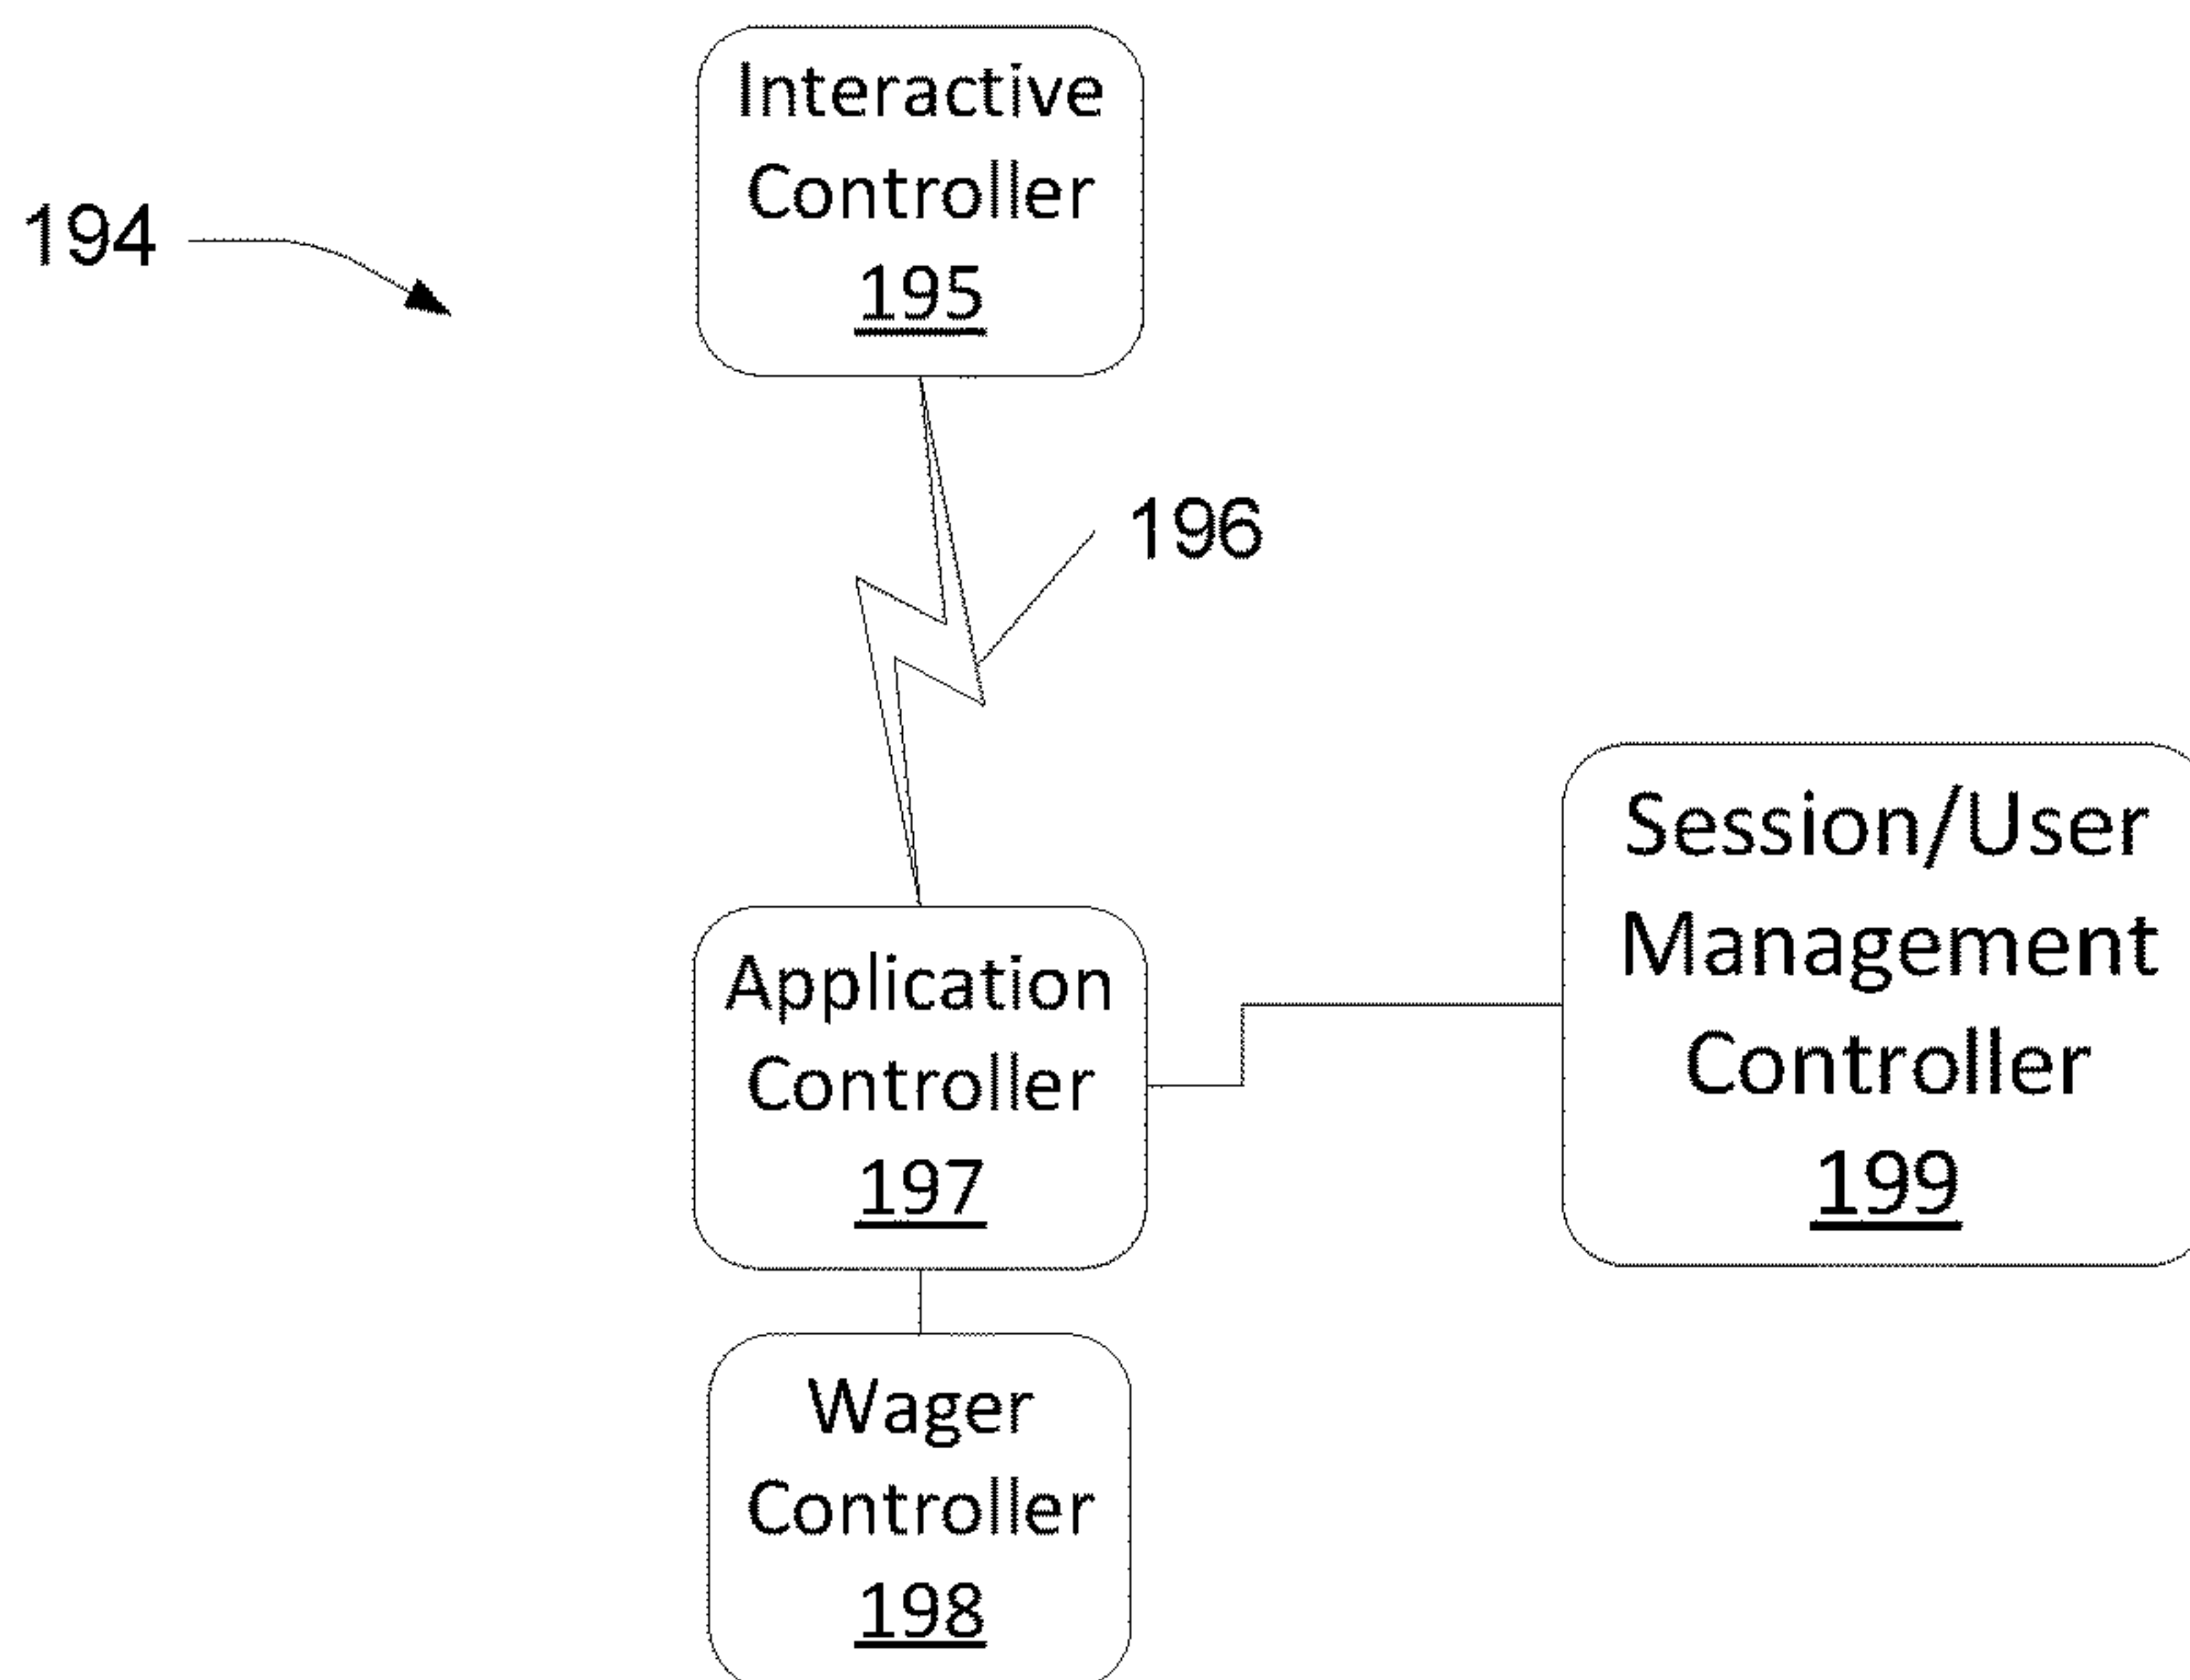 Interactive
Controller
195
194
196
Application
Controller
197
Session/User
Management
Controller
199
Wager
Controller
198